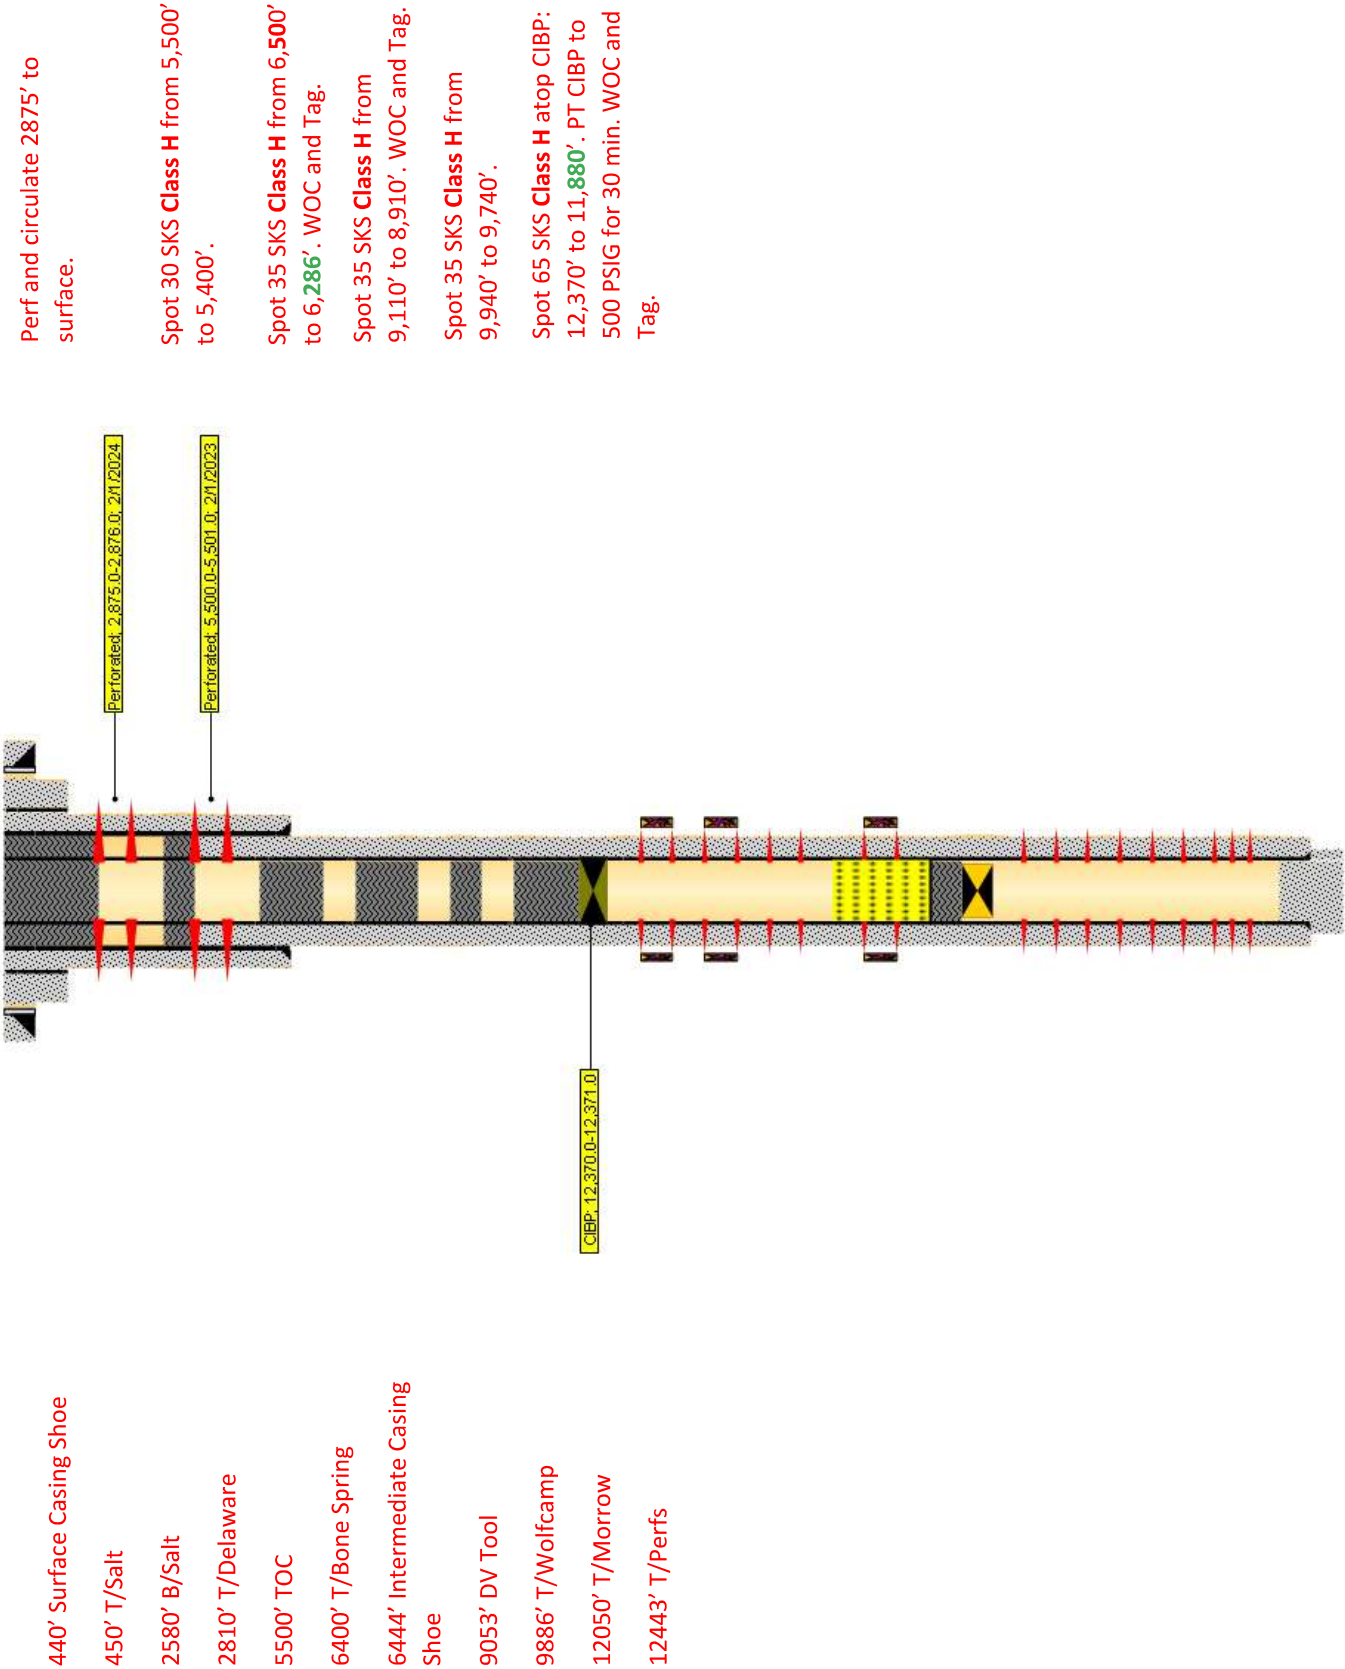 440’ Surface Casing Shoe
450’ T/Salt
2580’ B/Salt
2810’ T/Delaware
5500’ TOC
6400’ T/Bone Spring
6444’ Intermediate Casing
Shoe
9053’ DV Tool
9886’ T/Wolfcamp
12050’ T/Morrow
12443’ T/Perfs
CIBP; 12,370.0-12,371.0
Perforated; 2,875.0-2,876.0; 2/1/2024
Perforated; 5,500.0-5,501.0; 2/1/2023
Perf and circulate 2875’ to
surface.
Spot 30 SKS Class H from 5,500’
to 5,400’.
Spot 35 SKS Class H from 6,500’
to 6,286’. WOC and Tag.
Spot 35 SKS Class H from
9,110’ to 8,910’. WOC and Tag.
Spot 35 SKS Class H from
9,940’ to 9,740’.
Spot 65 SKS Class H atop CIBP:
12,370’ to 11,880’. PT CIBP to
500 PSIG for 30 min. WOC and
Tag.